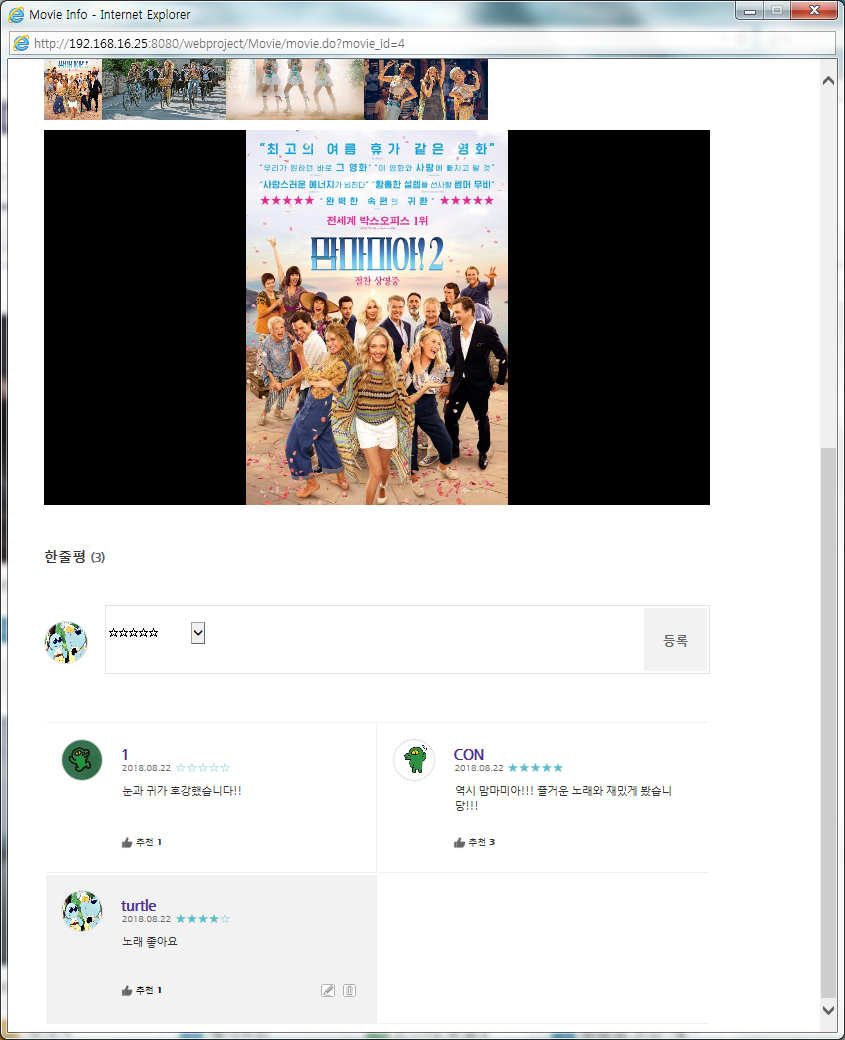 Movie Info - Internet Explorer
http://192.168.16.25:8080/webproject/Movie/movie.do?movie_id=4
"최고의 여름 휴가 같은 영화"
"우리가 원하던 바로 그 영화" "이 영화와 사랑에 빠지고 말 것"
"사랑스러운 에너지가 넘친다" "황홀한 설렘을 선사할 썸머 무비"
★★★★★ "완벽한 속편의 귀환" ★★★★★
전세계 박스오피스 1위
맘마미아! 2
절찬 상영중
한줄평 (3)
☆☆☆☆☆
등록
1
2018.08.22 ☆☆☆☆☆
눈과 귀가 호강했습니다!!
추천 1
CON
2018.08.22 ★★★★★
역시 맘마미아!!! 즐거운 노래와 재밌게 봤습니
당!!!
추천 3
turtle
2018.08.22 ★★★★☆
노래 좋아요
추천 1